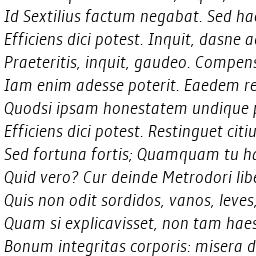 Id Sextilius factum negabat. Sed hae
Efficiens dici potest. Inquit, dasne a
Praeteritis, inquit, gaudeo. Compens
Iam enim adesse poterit. Eaedem re
Quodsi ipsam honestatem undique p
Efficiens dici potest. Restinguet citiu
Sed fortuna fortis; Quamquam tu ha
Quid vero? Cur deinde Metrodori libe
Quis non odit sordidos, vanos, leves,
Quam si explicavisset, non tam haes
Bonum integritas corporis: misera d